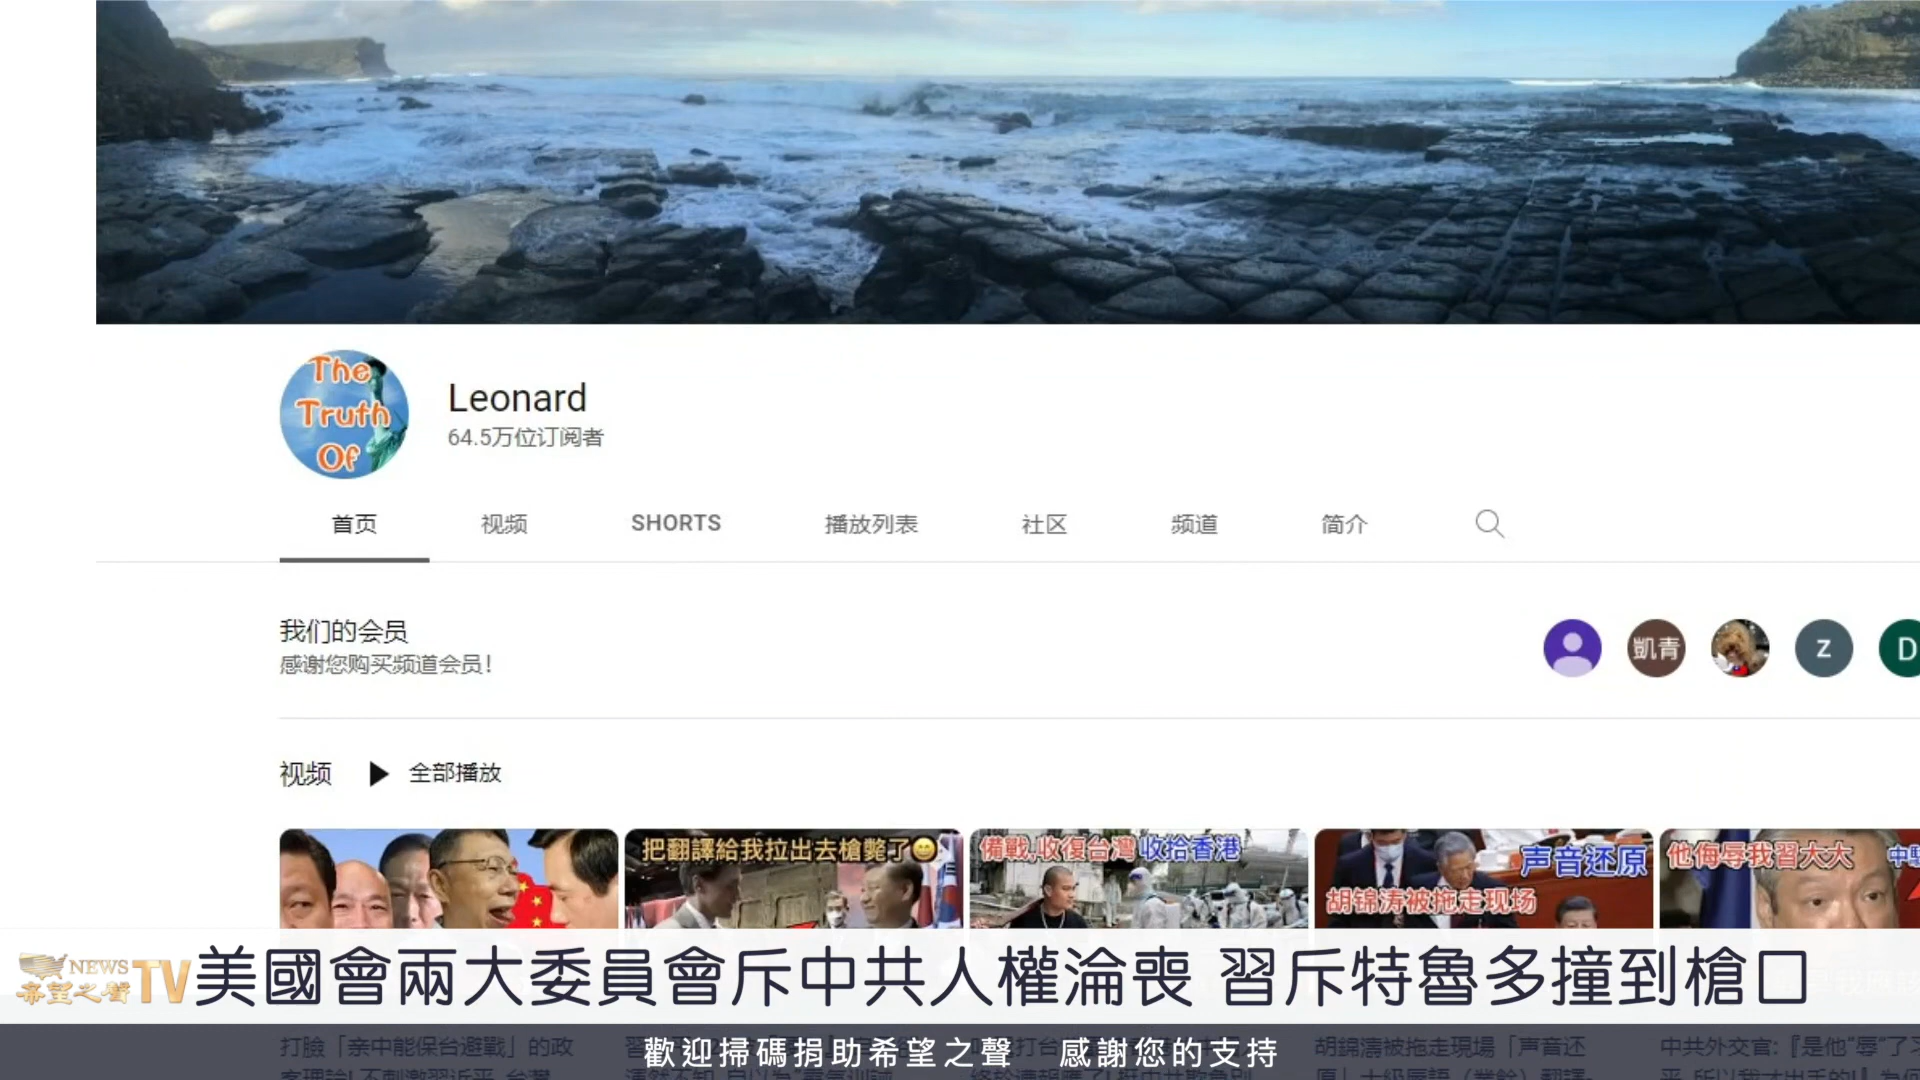 The
Truth
Of
Leonard
64.5万位订阅者
首页 视频 SHORTS 播放列表 社区 频道 简介
我们的会员
感谢您购买频道会员!
凱青 Z D
视频 全部播放
把翻譯給我拉出去槍斃了
備戰,收復台灣 收拾香港
声音还原
胡锦涛被拖走现场
他侮辱我習大大
NEWS
希望之聲 TV
美國會兩大委員會斥中共人權淪喪 習斥特魯多撞到槍口
打臉「亲中能保台避戰」的政
胡錦濤被拖走現場「声音还
中共外交官:『是他"辱"了习
歡迎掃碼捐助希望之聲 感謝您的支持